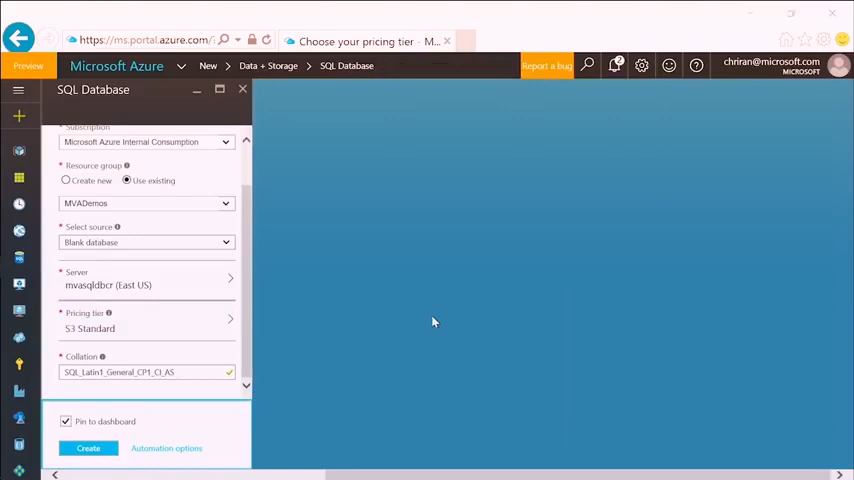 https://ms.portal.azure.com/
Choose your pricing tier - M...
Preview
Microsoft Azure
New > Data + Storage > SQL Database
Report a bug
2
chriran@microsoft.com
MICROSOFT
SQL Database
* Subscription
Microsoft Azure Internal Consumption
* Resource group
Create new
Use existing
MVADemos
* Select source
Blank database
* Server
mvasqldbcr (East US)
* Pricing tier
S3 Standard
* Collation
SQL_Latin1_General_CP1_CI_AS
Pin to dashboard
Create
Automation options